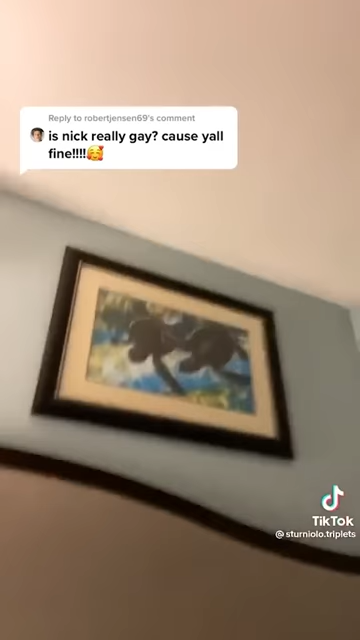 Reply to robertjensen69's comment
is nick really gay? cause yall
fine!!!!🥰
TikTok
@sturniolo.triplets